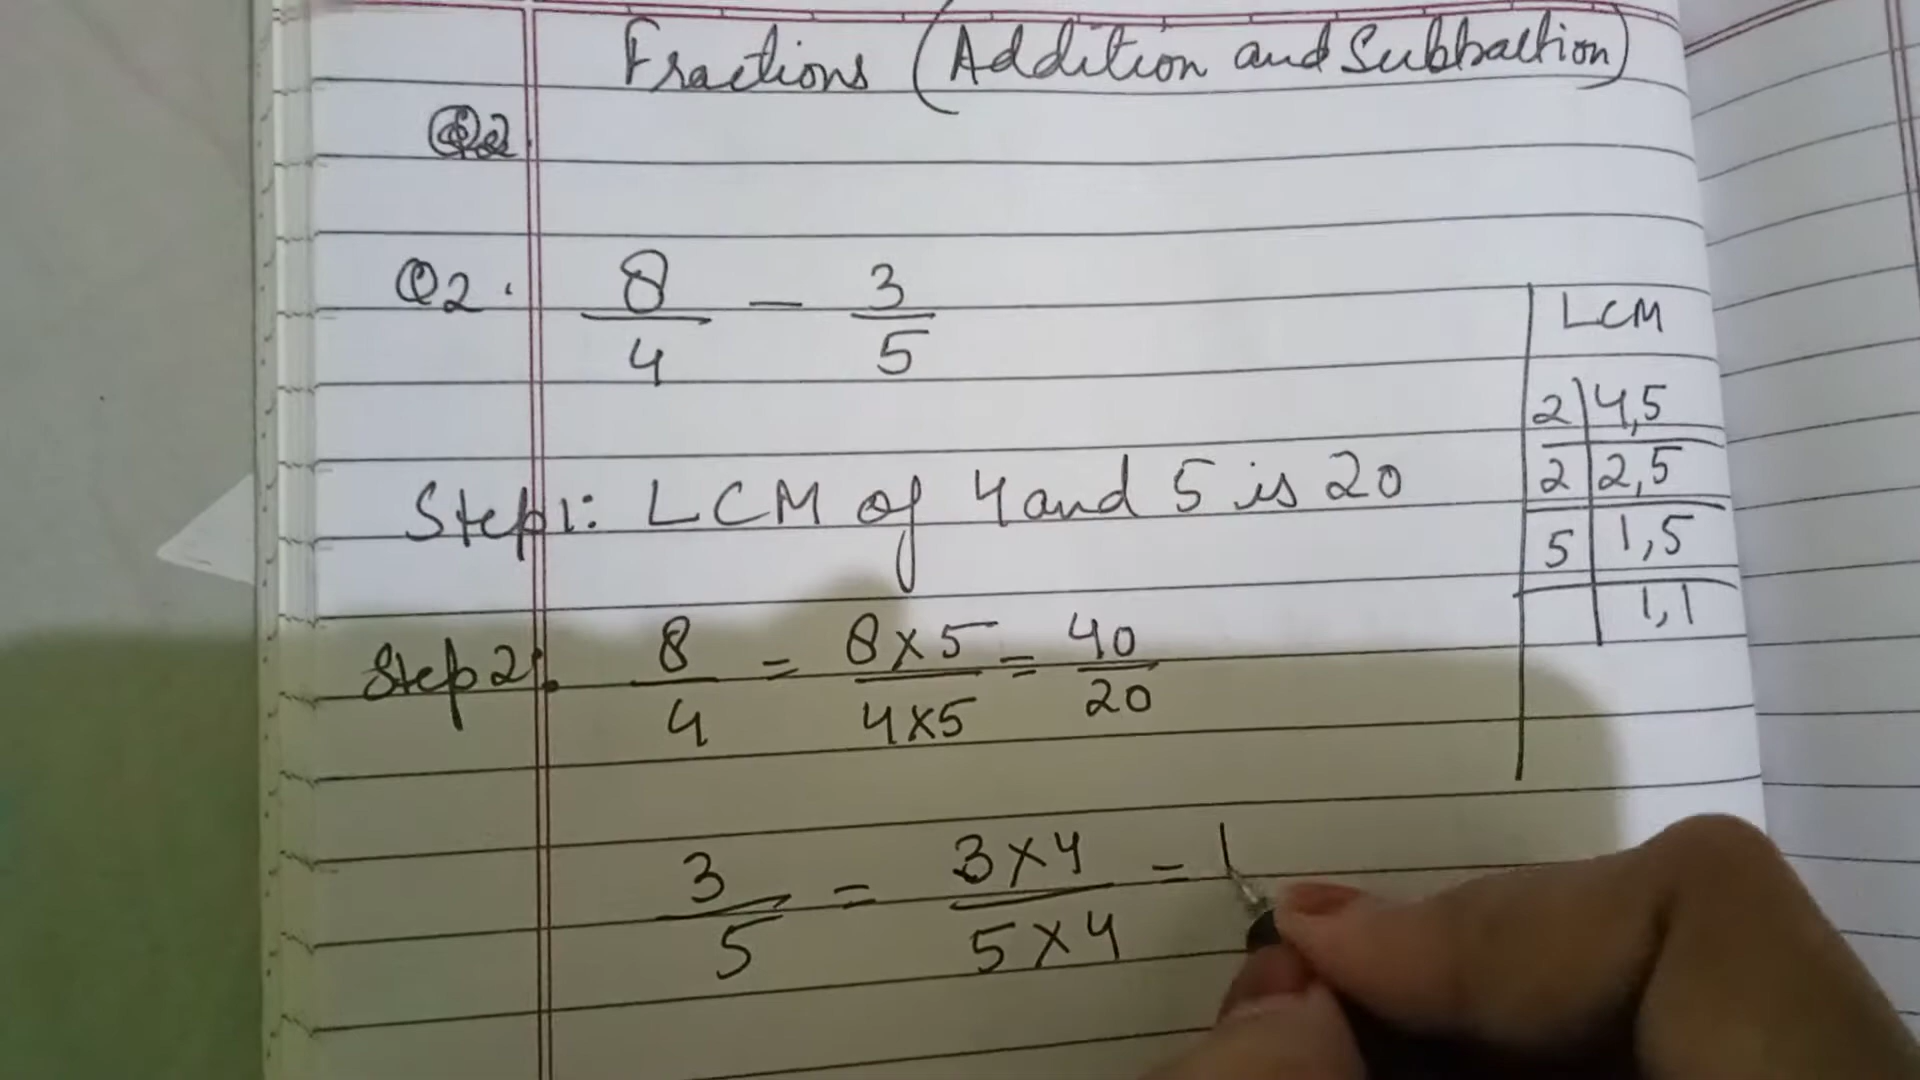 Fractions (Addition and Subtraction)
Q2. 8/4 − 3/5
LCM
2 | 4,5
2 | 2,5
5 | 1,5
1,1
Step1: LCM of 4 and 5 is 20
Step2: 8/4 = 8×5/4×5 = 40/20
3/5 = 3×4/5×4 = 1